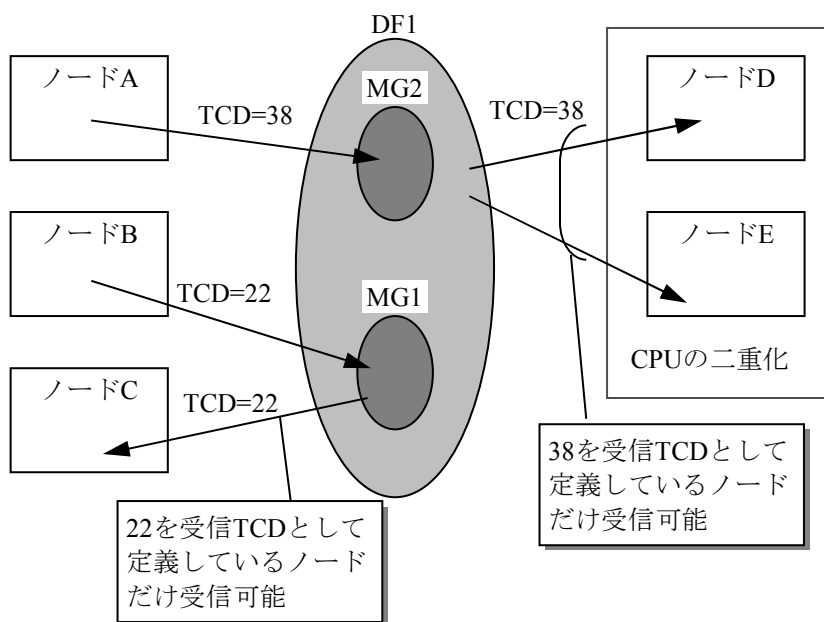 DF1
ノードA
MG2
ノードD
TCD=38
TCD=38
ノードB
ノードE
TCD=22
MG1
CPUの二重化
ノードC
TCD=22
38を受信TCDとして
定義しているノード
だけ受信可能
22を受信TCDとして
定義しているノード
だけ受信可能